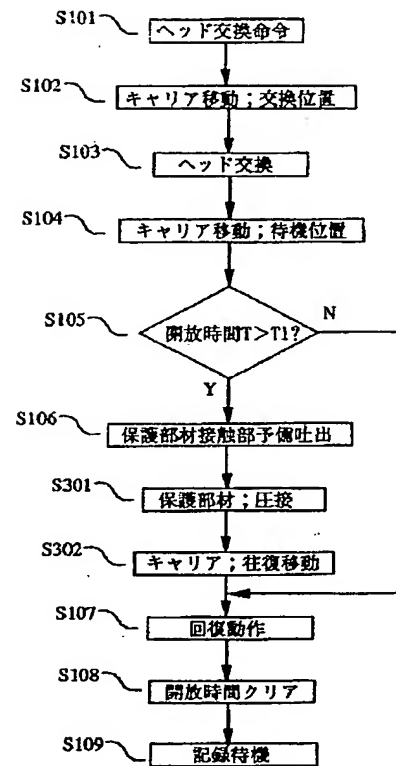 S101
ヘッド交換命令
S102
キャリア移動;交換位置
S103
ヘッド交換
S104
キャリア移動;待機位置
S105
開放時間T>T1?
N
Y
S106
保護部材接触部予備吐出
S301
保護部材;圧接
S302
キャリア;往復移動
S107
回復動作
S108
開放時間クリア
S109
記録待機